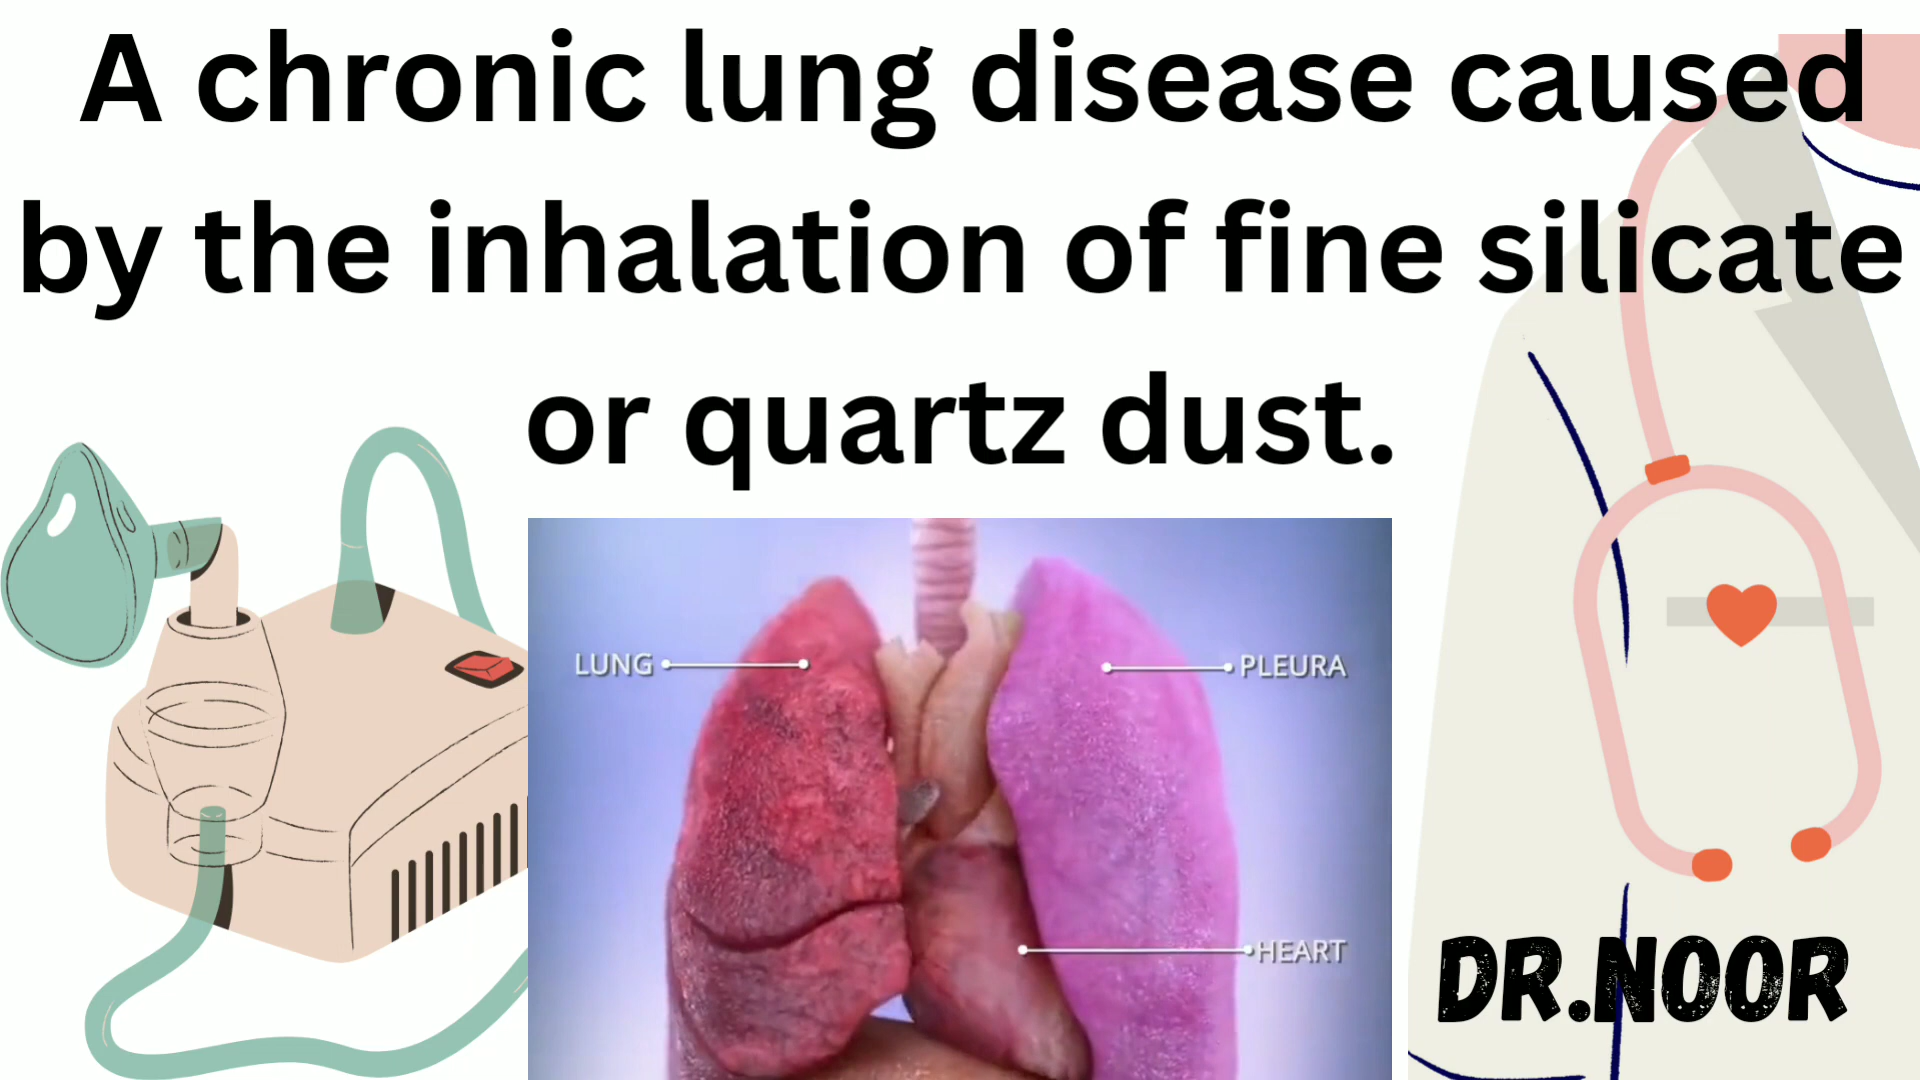 A chronic lung disease caused
by the inhalation of fine silicate
or quartz dust.
LUNG
PLEURA
HEART
DR.NOOR